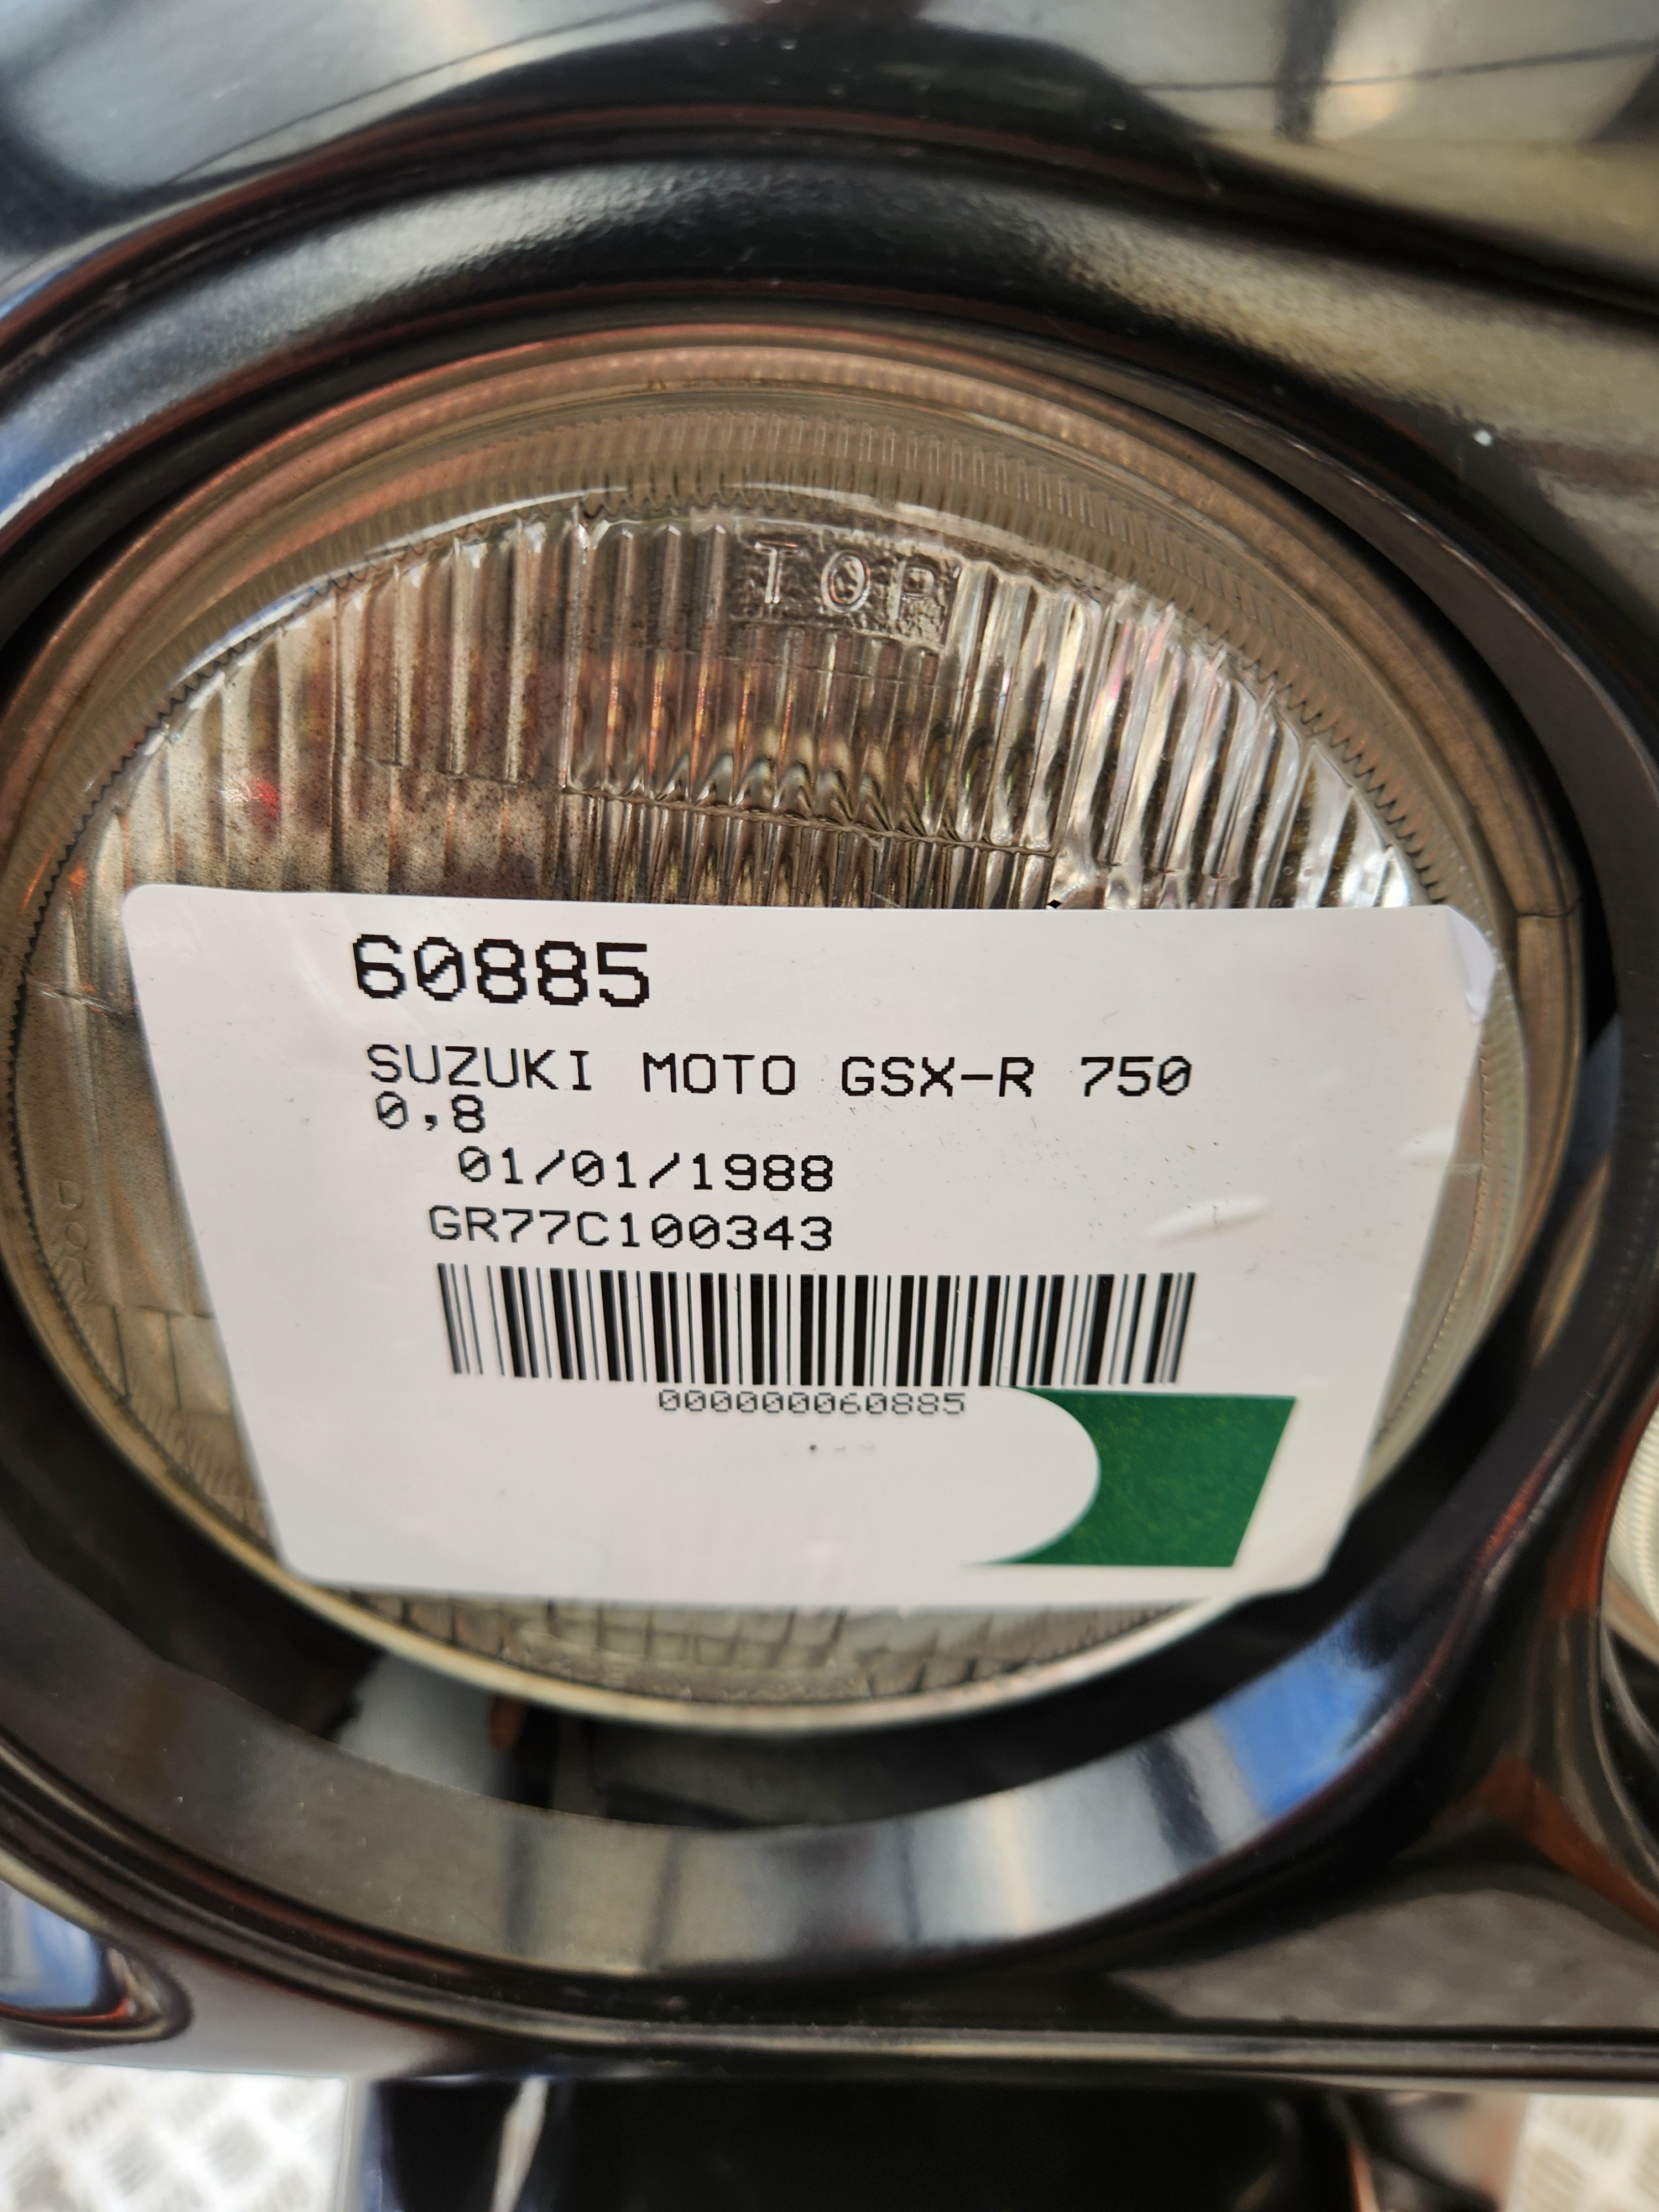 TOP
60885
SUZUKI MOTO GSX-R 750
0,8
01/01/1988
GR77C100343
000000060885